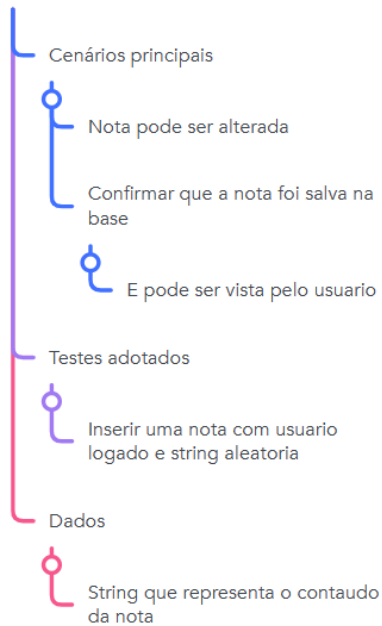 Cenários principais
Nota pode ser alterada
Confirmar que a nota foi salva na
base
E pode ser vista pelo usuario
Testes adotados
Inserir uma nota com usuario
logado e string aleatoria
Dados
String que representa o contaudo
da nota